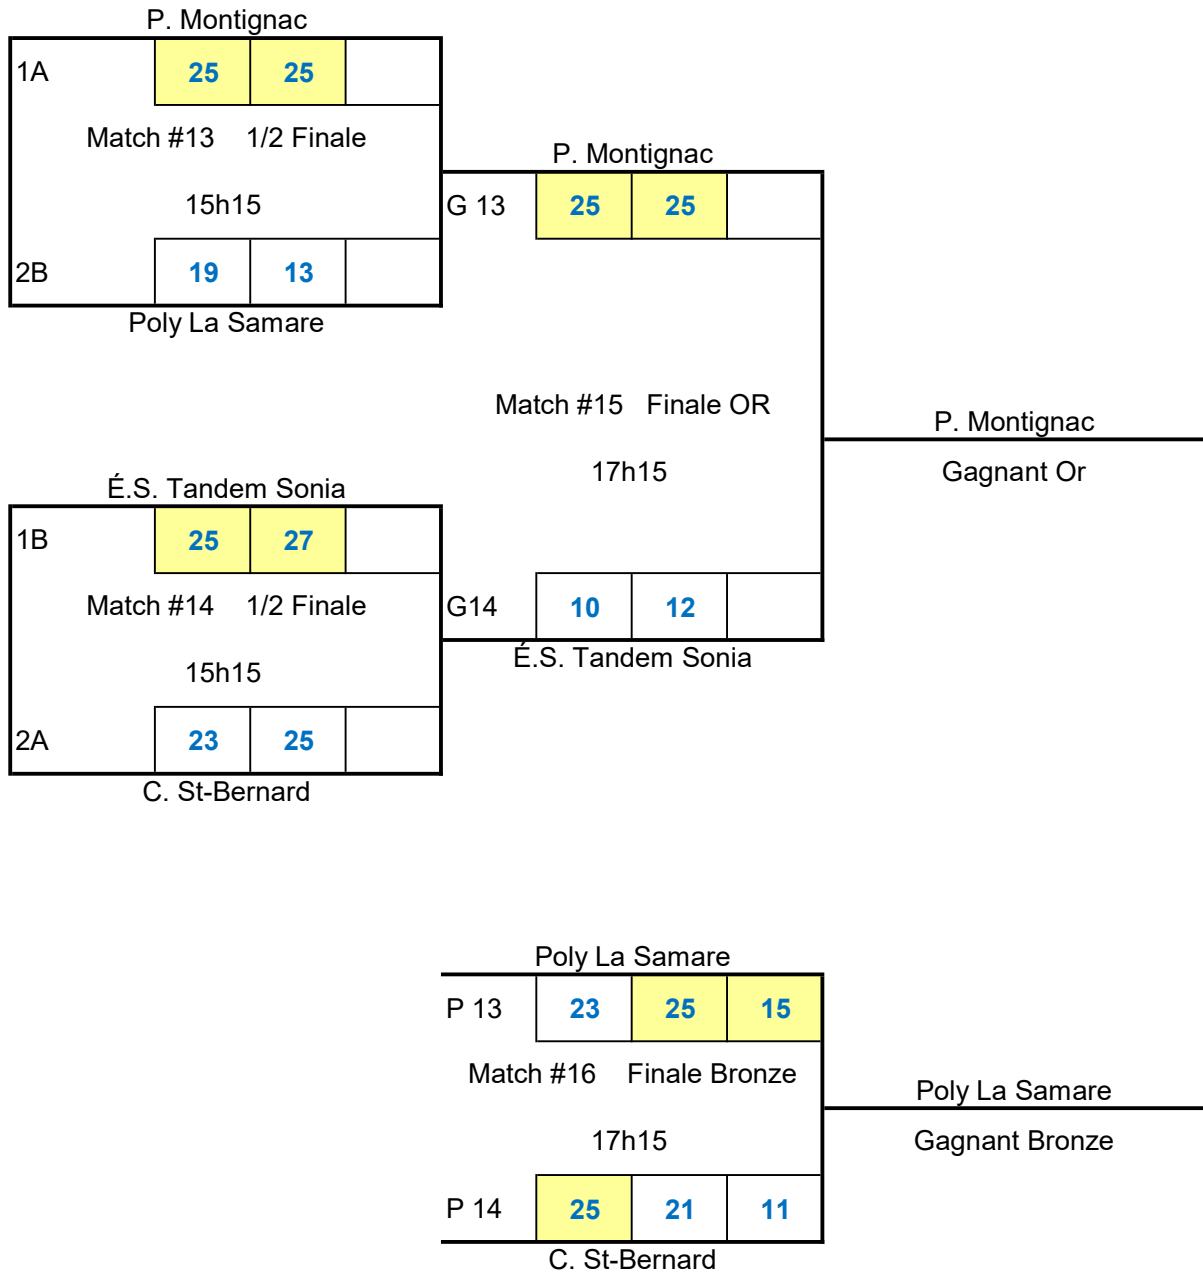 P. Montignac
1A 25 25
Match #13 1/2 Finale
15h15
2B 19 13
Poly La Samare
P. Montignac
G 13 25 25
Match #15 Finale OR
17h15
G14 10 12
É.S. Tandem Sonia
P. Montignac
Gagnant Or
É.S. Tandem Sonia
1B 25 27
Match #14 1/2 Finale
15h15
2A 23 25
C. St-Bernard
Poly La Samare
P 13 23 25 15
Match #16 Finale Bronze
17h15
P 14 25 21 11
C. St-Bernard
Poly La Samare
Gagnant Bronze